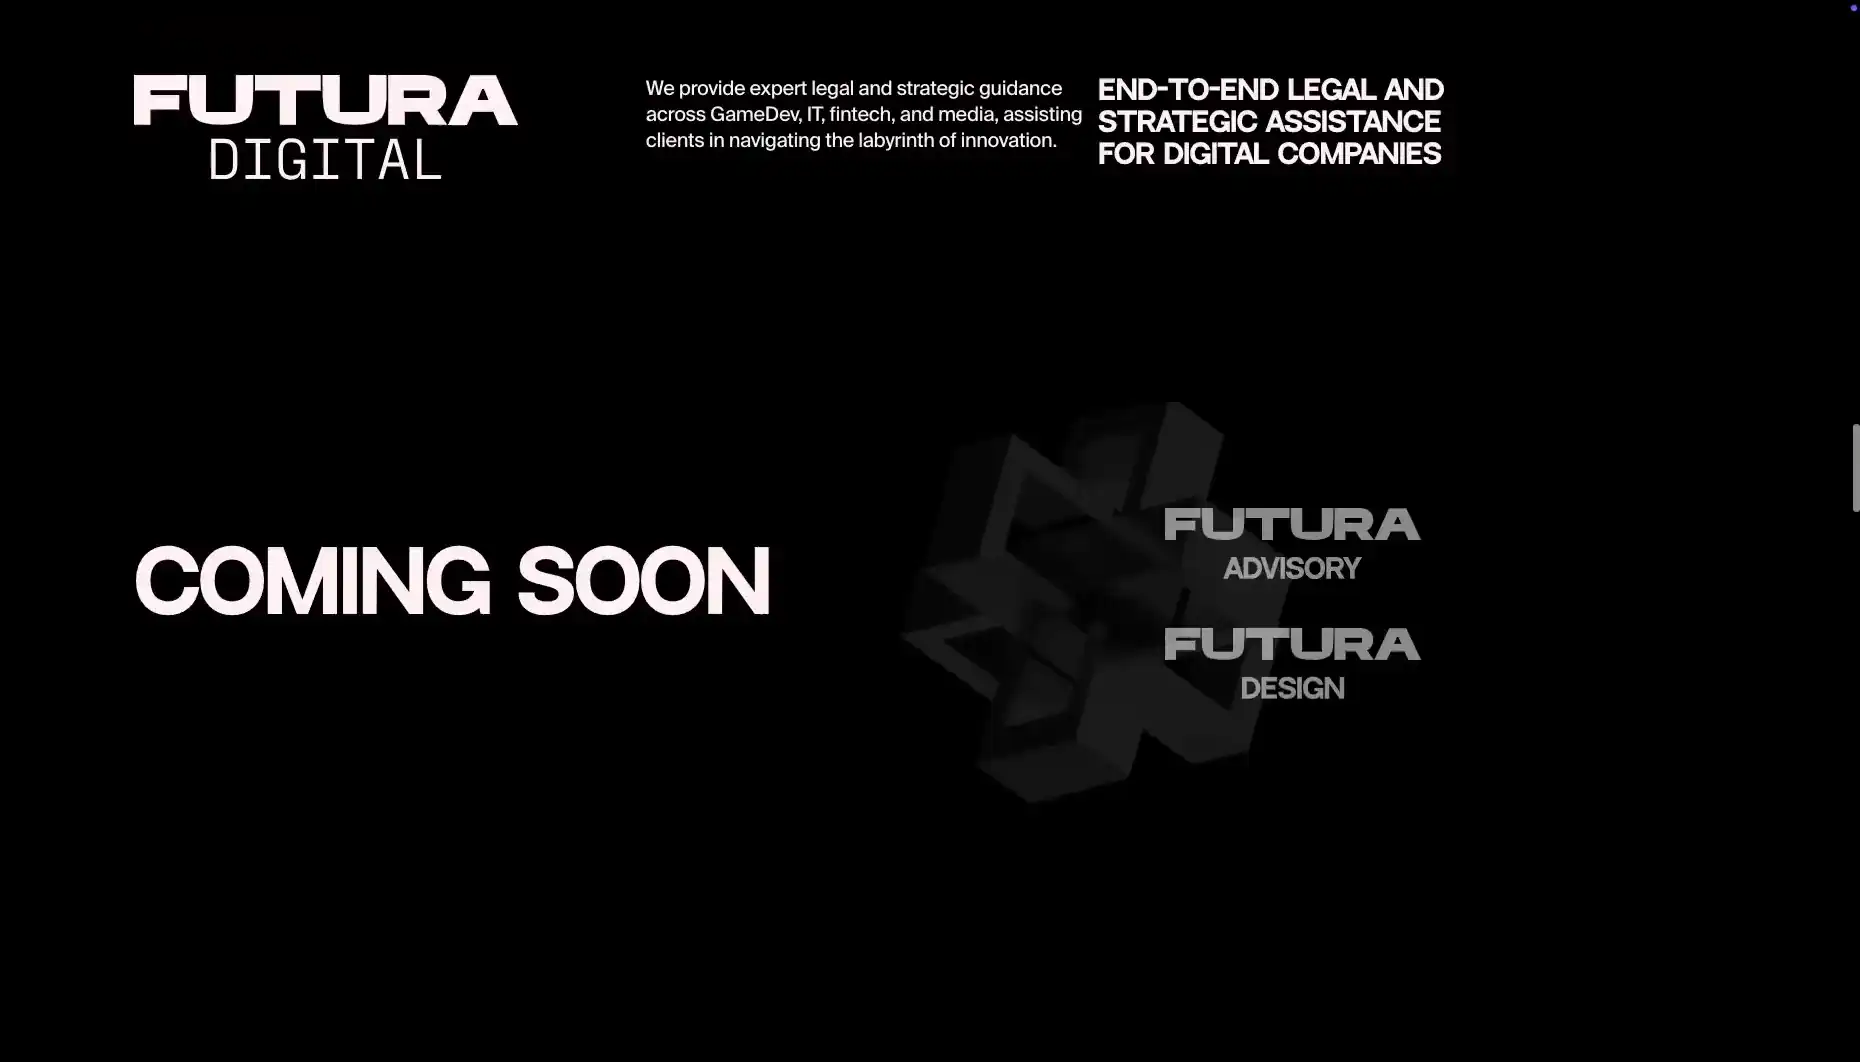 FUTURA
DIGITAL
We provide expert legal and strategic guidance
across GameDev, IT, fintech, and media, assisting
clients in navigating the labyrinth of innovation.
END-TO-END LEGAL AND
STRATEGIC ASSISTANCE
FOR DIGITAL COMPANIES
COMING SOON
FUTURA
ADVISORY
FUTURA
DESIGN